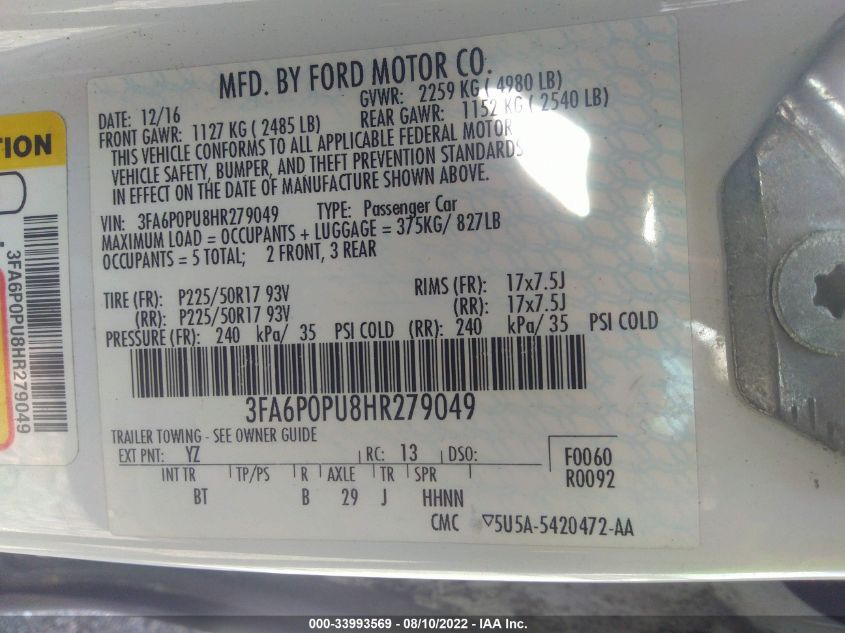 MFD. BY FORD MOTOR CO.
DATE: 12/16 GVWR: 2259 KG ( 4980 LB)
FRONT GAWR: 1127 KG ( 2485 LB) REAR GAWR: 1152 KG ( 2540 LB)
THIS VEHICLE CONFORMS TO ALL APPLICABLE FEDERAL MOTOR
VEHICLE SAFETY, BUMPER, AND THEFT PREVENTION STANDARDS
IN EFFECT ON THE DATE OF MANUFACTURE SHOWN ABOVE.
VIN: 3FA6P0PU8HR279049 TYPE: Passenger Car
MAXIMUM LOAD = OCCUPANTS + LUGGAGE = 375KG/ 827LB
OCCUPANTS = 5 TOTAL; 2 FRONT, 3 REAR
TIRE (FR): P225/50R17 93V RIMS (FR): 17x7.5J
(RR): P225/50R17 93V (RR): 17x7.5J
PRESSURE (FR): 240 kPa/ 35 PSI COLD (RR): 240 kPa/ 35 PSI COLD
3FA6P0PU8HR279049
TRAILER TOWING - SEE OWNER GUIDE
EXT PNT: YZ RC: 13 DSO: F0060
INT TR TP/PS R AXLE TR SPR R0092
BT B 29 J HHNN
CMC 5U5A-5420472-AA
TION
3FA6P0PU8HR279049
000-33993569 - 08/10/2022 - IAA Inc.